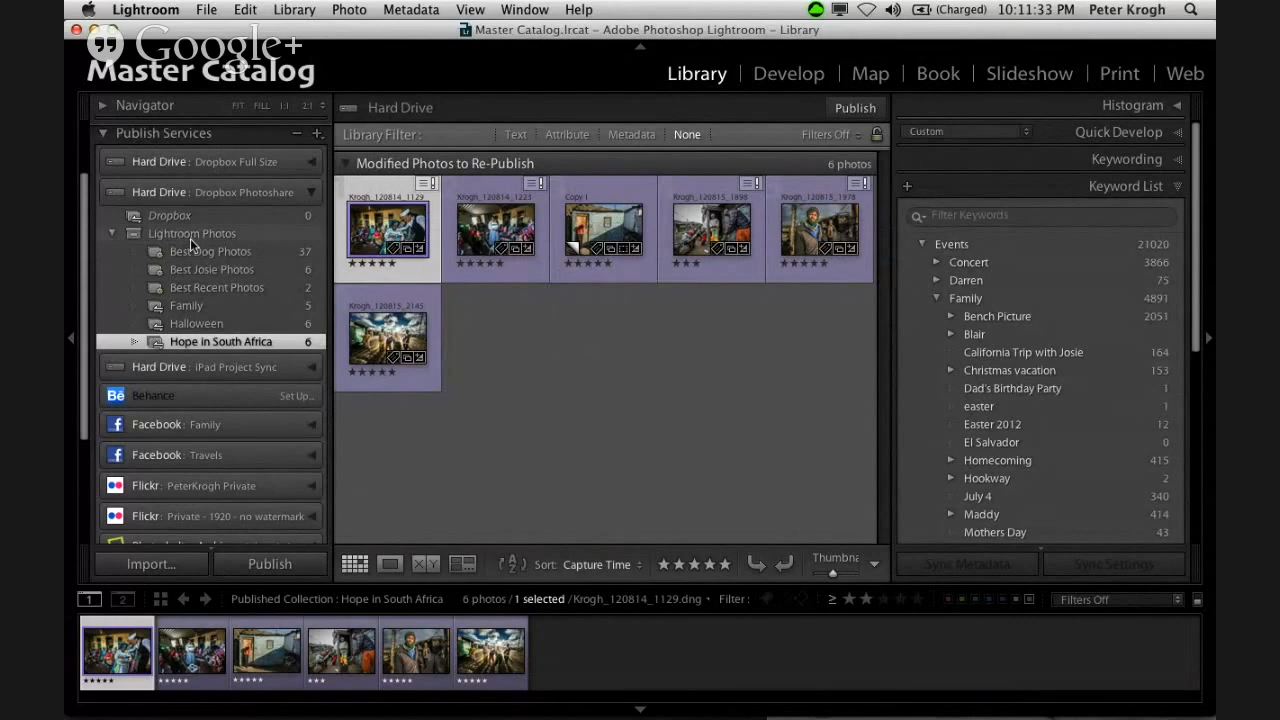 Lightroom File Edit Library Photo Metadata View Window Help (Charged) 10:11:33 PM Peter Krogh
Master Catalog.lrcat – Adobe Photoshop Lightroom – Library
Google+
Master Catalog
Library | Develop | Map | Book | Slideshow | Print | Web
Navigator FIT FILL 1:1 2:1
Publish Services
Hard Drive : Dropbox Full Size
Hard Drive : Dropbox Photoshare
Dropbox 0
Lightroom Photos
Best Dog Photos 37
Best Josie Photos 6
Best Recent Photos 2
Family 5
Halloween 6
Hope in South Africa 6
Hard Drive : iPad Project Sync
Bē Behance Set Up...
Facebook : Family
Facebook : Travels
Flickr : PeterKrogh Private
Flickr : Private - 1920 - no watermark
Import... Publish
Hard Drive Publish
Library Filter : Text Attribute Metadata None Filters Off
Modified Photos to Re-Publish 6 photos
Krogh_120814_1129 Krogh_120814_1223 Copy 1 Krogh_120815_1898 Krogh_120815_1978
Krogh_120815_2145
Sort: Capture Time Thumbna
Histogram
Custom Quick Develop
Keywording
Keyword List
Filter Keywords
Events 21020
Concert 3866
Darren 75
Family 4891
Bench Picture 2051
Blair
California Trip with Josie 164
Christmas vacation 153
Dad's Birthday Party 1
easter 1
Easter 2012 12
El Salvador 0
Homecoming 415
Hookway 2
July 4 340
Maddy 414
Mothers Day 43
Sync Metadata Sync Settings
1 2 Published Collection : Hope in South Africa 6 photos / 1 selected / Krogh_120814_1129.dng Filter : ≥ Filters Off